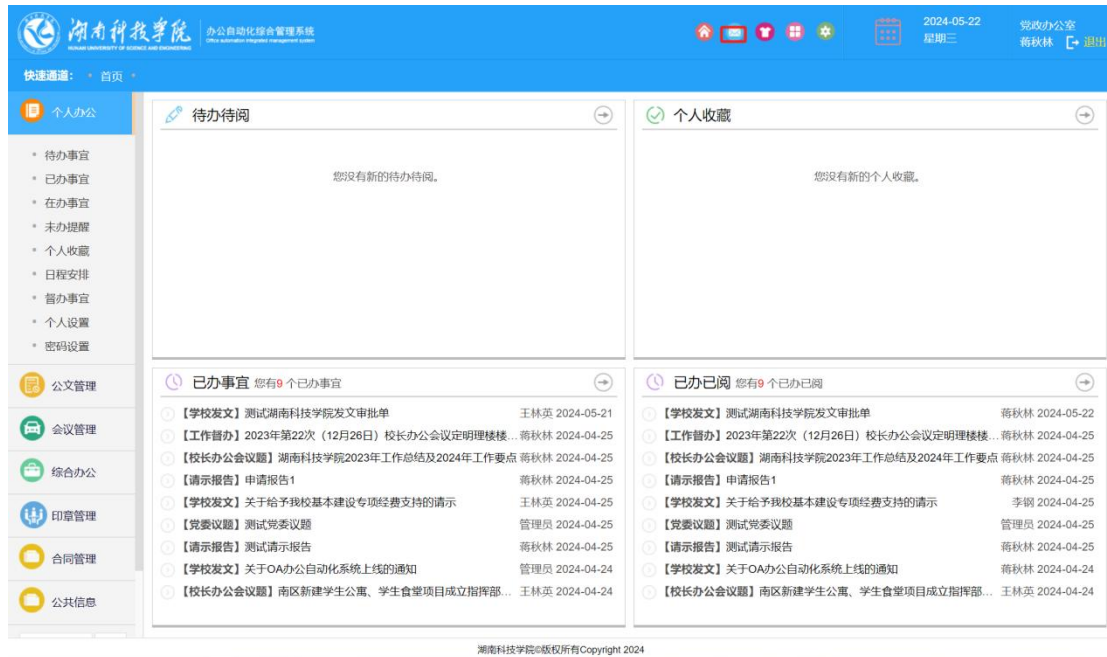 湖南科技学院
HUNAN UNIVERSITY OF SCIENCE AND ENGINEERING
办公自动化综合管理系统
Office automation integrated management system
2024-05-22
星期三
党政办公室
蒋秋林 退出
快速通道: 首页
个人办公
待办事宜
已办事宜
在办事宜
未办提醒
个人收藏
日程安排
督办事宜
个人设置
密码设置
公文管理
会议管理
综合办公
印章管理
合同管理
公共信息
待办待阅
您没有新的待办待阅。
个人收藏
您没有新的个人收藏。
已办事宜 您有9 个已办事宜
【学校发文】测试湖南科技学院发文审批单 王林英 2024-05-21
【工作督办】2023年第22次（12月26日）校长办公会议定明理楼楼... 蒋秋林 2024-04-25
【校长办公会议题】湖南科技学院2023年工作总结及2024年工作要点 蒋秋林 2024-04-25
【请示报告】申请报告1 蒋秋林 2024-04-25
【学校发文】关于给予我校基本建设专项经费支持的请示 王林英 2024-04-25
【党委议题】测试党委议题 管理员 2024-04-25
【请示报告】测试请示报告 蒋秋林 2024-04-25
【学校发文】关于OA办公自动化系统上线的通知 管理员 2024-04-24
【校长办公会议题】南区新建学生公寓、学生食堂项目成立指挥部... 王林英 2024-04-24
已办已阅 您有9 个已办已阅
【学校发文】测试湖南科技学院发文审批单 蒋秋林 2024-05-22
【工作督办】2023年第22次（12月26日）校长办公会议定明理楼楼... 蒋秋林 2024-04-25
【校长办公会议题】湖南科技学院2023年工作总结及2024年工作要点 蒋秋林 2024-04-25
【请示报告】申请报告1 蒋秋林 2024-04-25
【学校发文】关于给予我校基本建设专项经费支持的请示 李钢 2024-04-25
【党委议题】测试党委议题 管理员 2024-04-25
【请示报告】测试请示报告 蒋秋林 2024-04-25
【学校发文】关于OA办公自动化系统上线的通知 蒋秋林 2024-04-24
【校长办公会议题】南区新建学生公寓、学生食堂项目成立指挥部... 王林英 2024-04-24
湖南科技学院©版权所有Copyright 2024